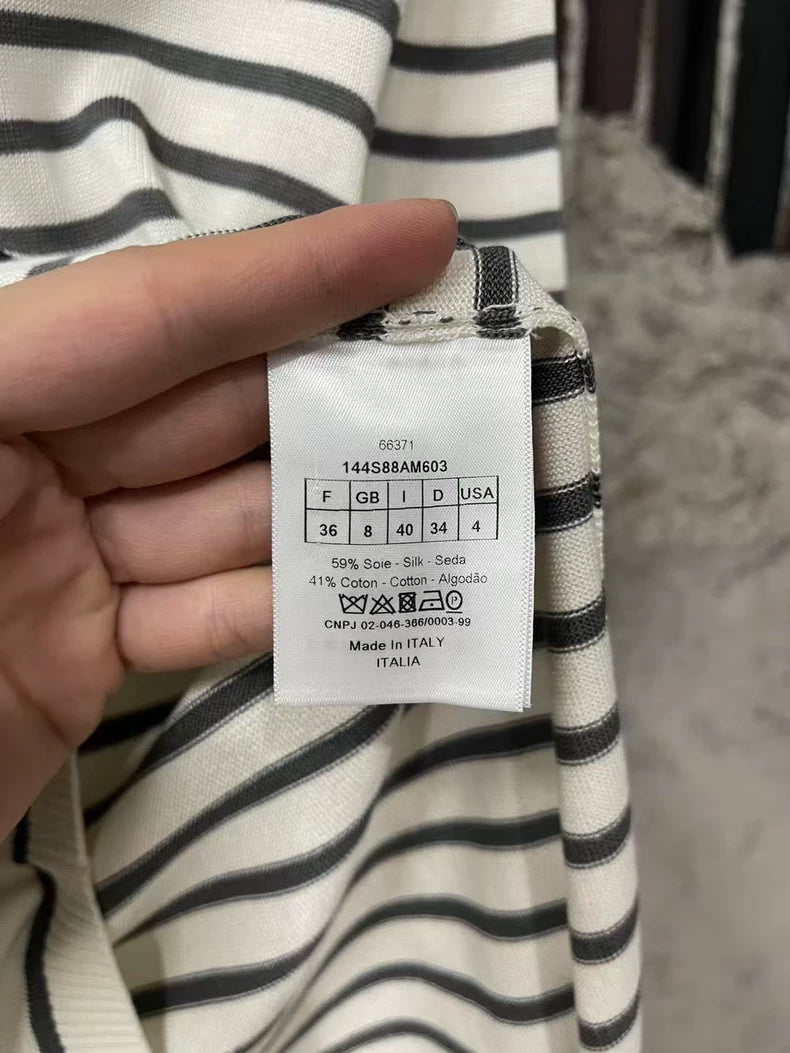 66371
144S88AM603
F GB I D USA
36 8 40 34 4
59% Soie - Silk - Seda
41% Coton - Cotton - Algodão
CNPJ 02-046-366/0003-99
Made In ITALY
ITALIA